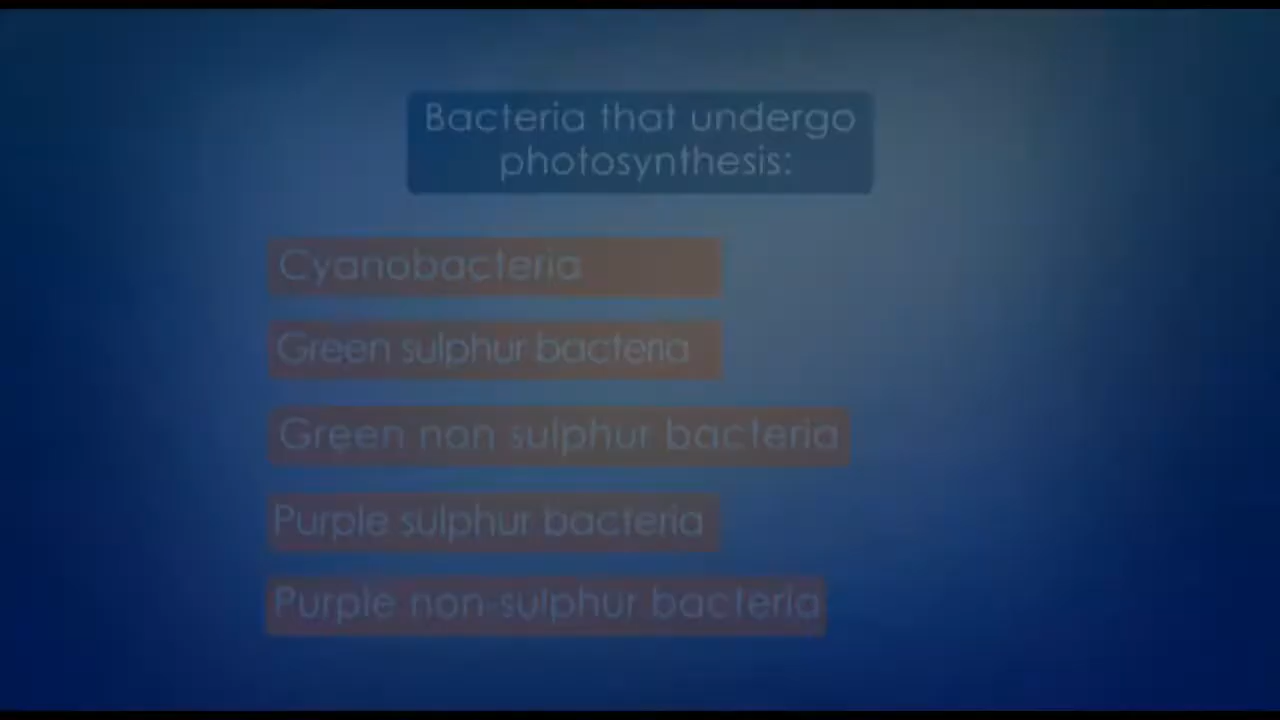 Bacteria that undergo
photosynthesis:
Cyanobacteria
Green sulphur bacteria
Green non sulphur bacteria
Purple sulphur bacteria
Purple non-sulphur bacteria